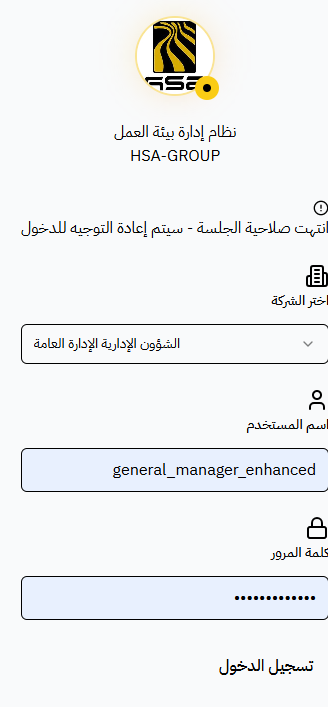 HSA
نظام إدارة بيئة العمل
HSA-GROUP
انتهت صلاحية الجلسة - سيتم إعادة التوجيه للدخول
اختر الشركة
الشؤون الإدارية الإدارة العامة
اسم المستخدم
general_manager_enhanced
كلمة المرور
•••••••••••••
تسجيل الدخول